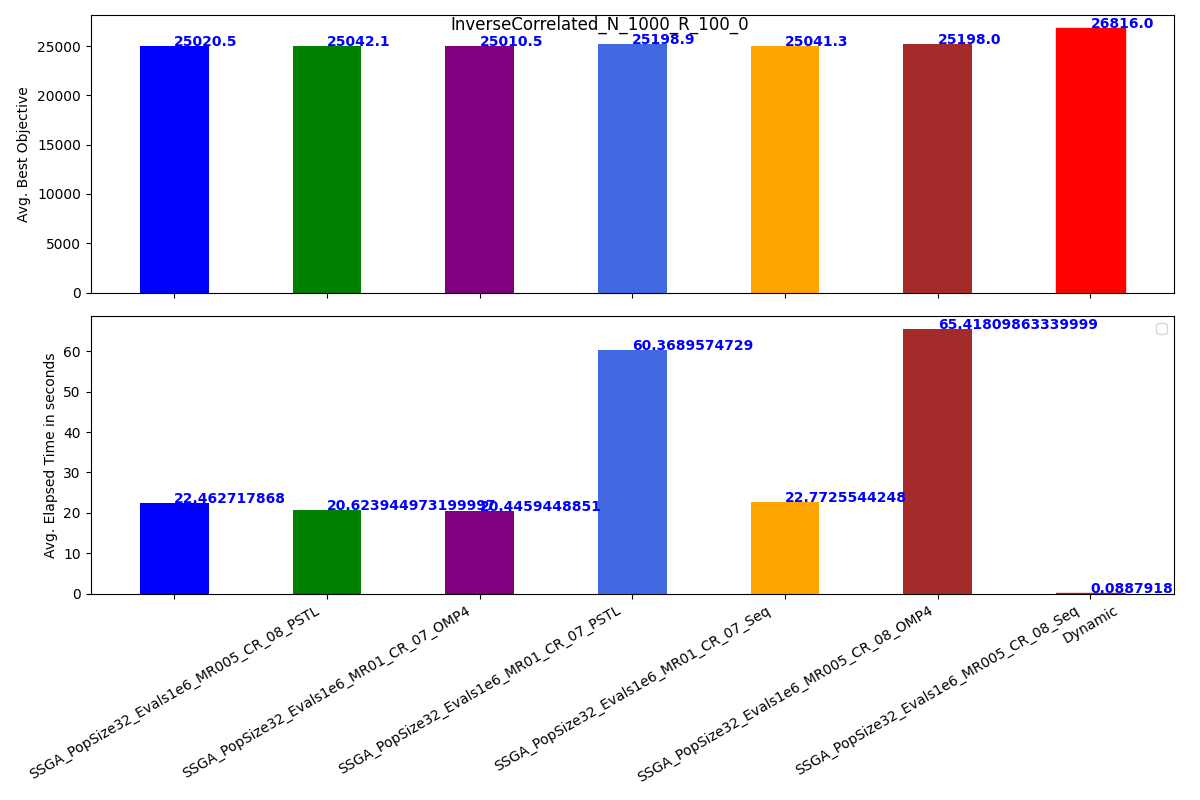 InverseCorrelated_N_1000_R_100_0
25020.5
25042.1
25010.5
25198.9
25041.3
25198.0
26816.0
Avg. Best Objective
25000
20000
15000
10000
5000
0
22.462717868
20.623944973199997
20.4459448851
60.3689574729
22.7725544248
65.41809863339999
0.0887918
Avg. Elapsed Time in seconds
60
50
40
30
20
10
0
SSGA_PopSize32_Evals1e6_MR005_CR_08_PSTL
SSGA_PopSize32_Evals1e6_MR01_CR_07_OMP4
SSGA_PopSize32_Evals1e6_MR01_CR_07_PSTL
SSGA_PopSize32_Evals1e6_MR01_CR_07_Seq
SSGA_PopSize32_Evals1e6_MR005_CR_08_OMP4
SSGA_PopSize32_Evals1e6_MR005_CR_08_Seq
Dynamic